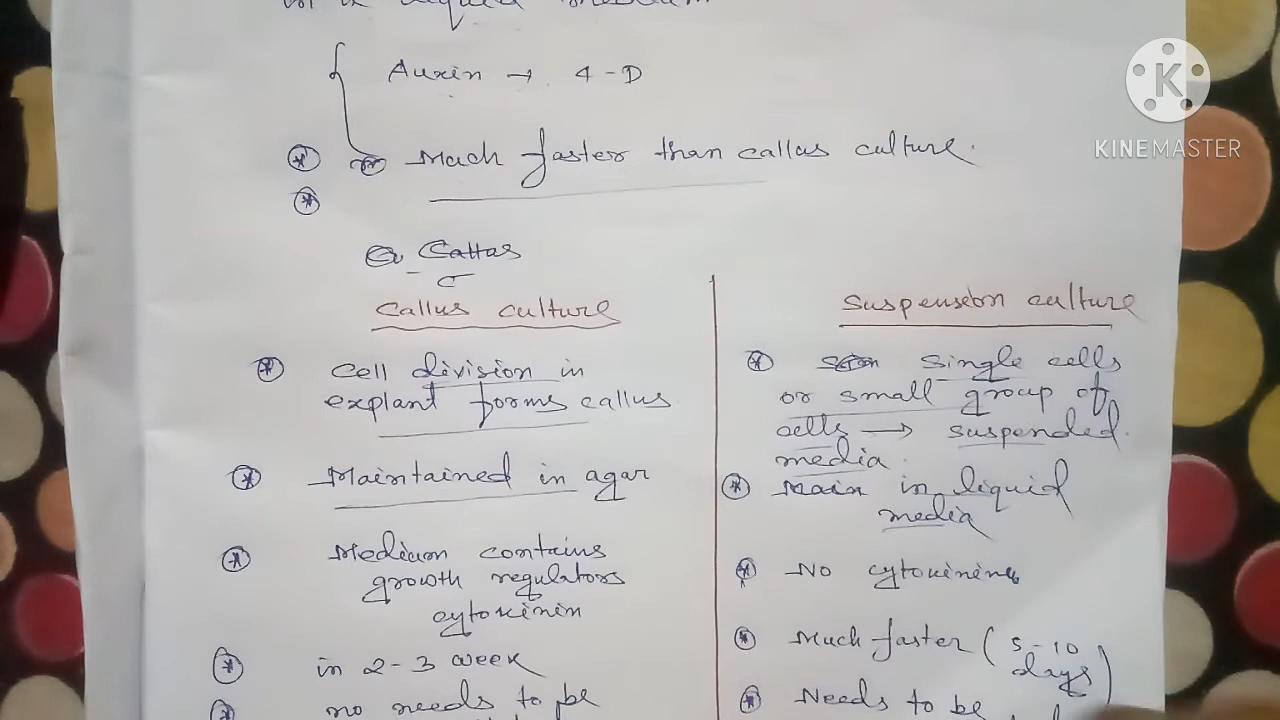 in liquid medium
Auxin → 4-D
Much faster than callus culture.
Callus culture
Cell division in
explant forms callus
Maintained in agar
Medium contains
growth regulators
cytokinin
in 2-3 week
no needs to be
Suspension culture
single cells
or small group of
cells → suspended.
media.
Main in liquid
media
No cytokinins
Much faster (5-10
days)
Needs to be
KINEMASTER